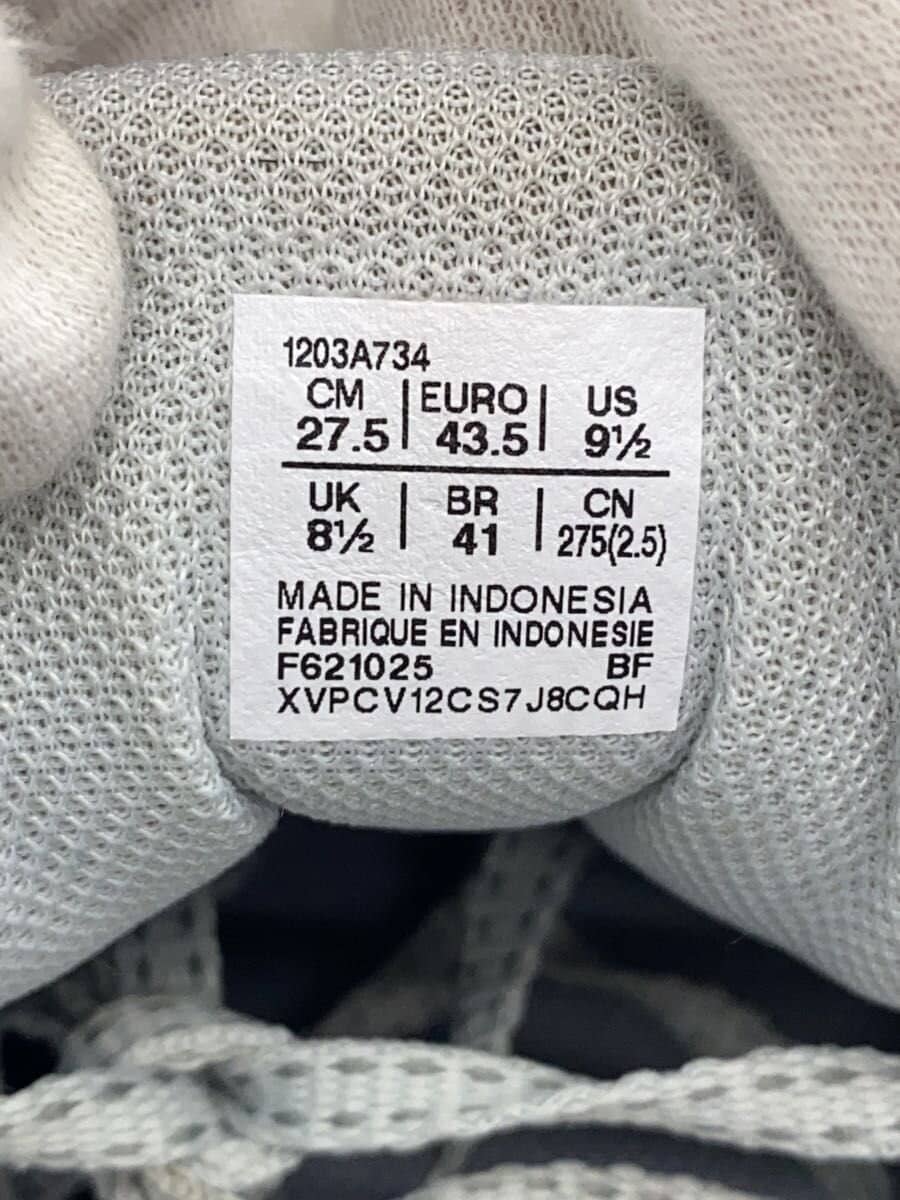 1203A734
CM | EURO | US
27.5 | 43.5 | 9½
UK | BR | CN
8½ | 41 | 275(2.5)
MADE IN INDONESIA
FABRIQUE EN INDONESIE
F621025 BF
XVPCV12CS7J8CQH